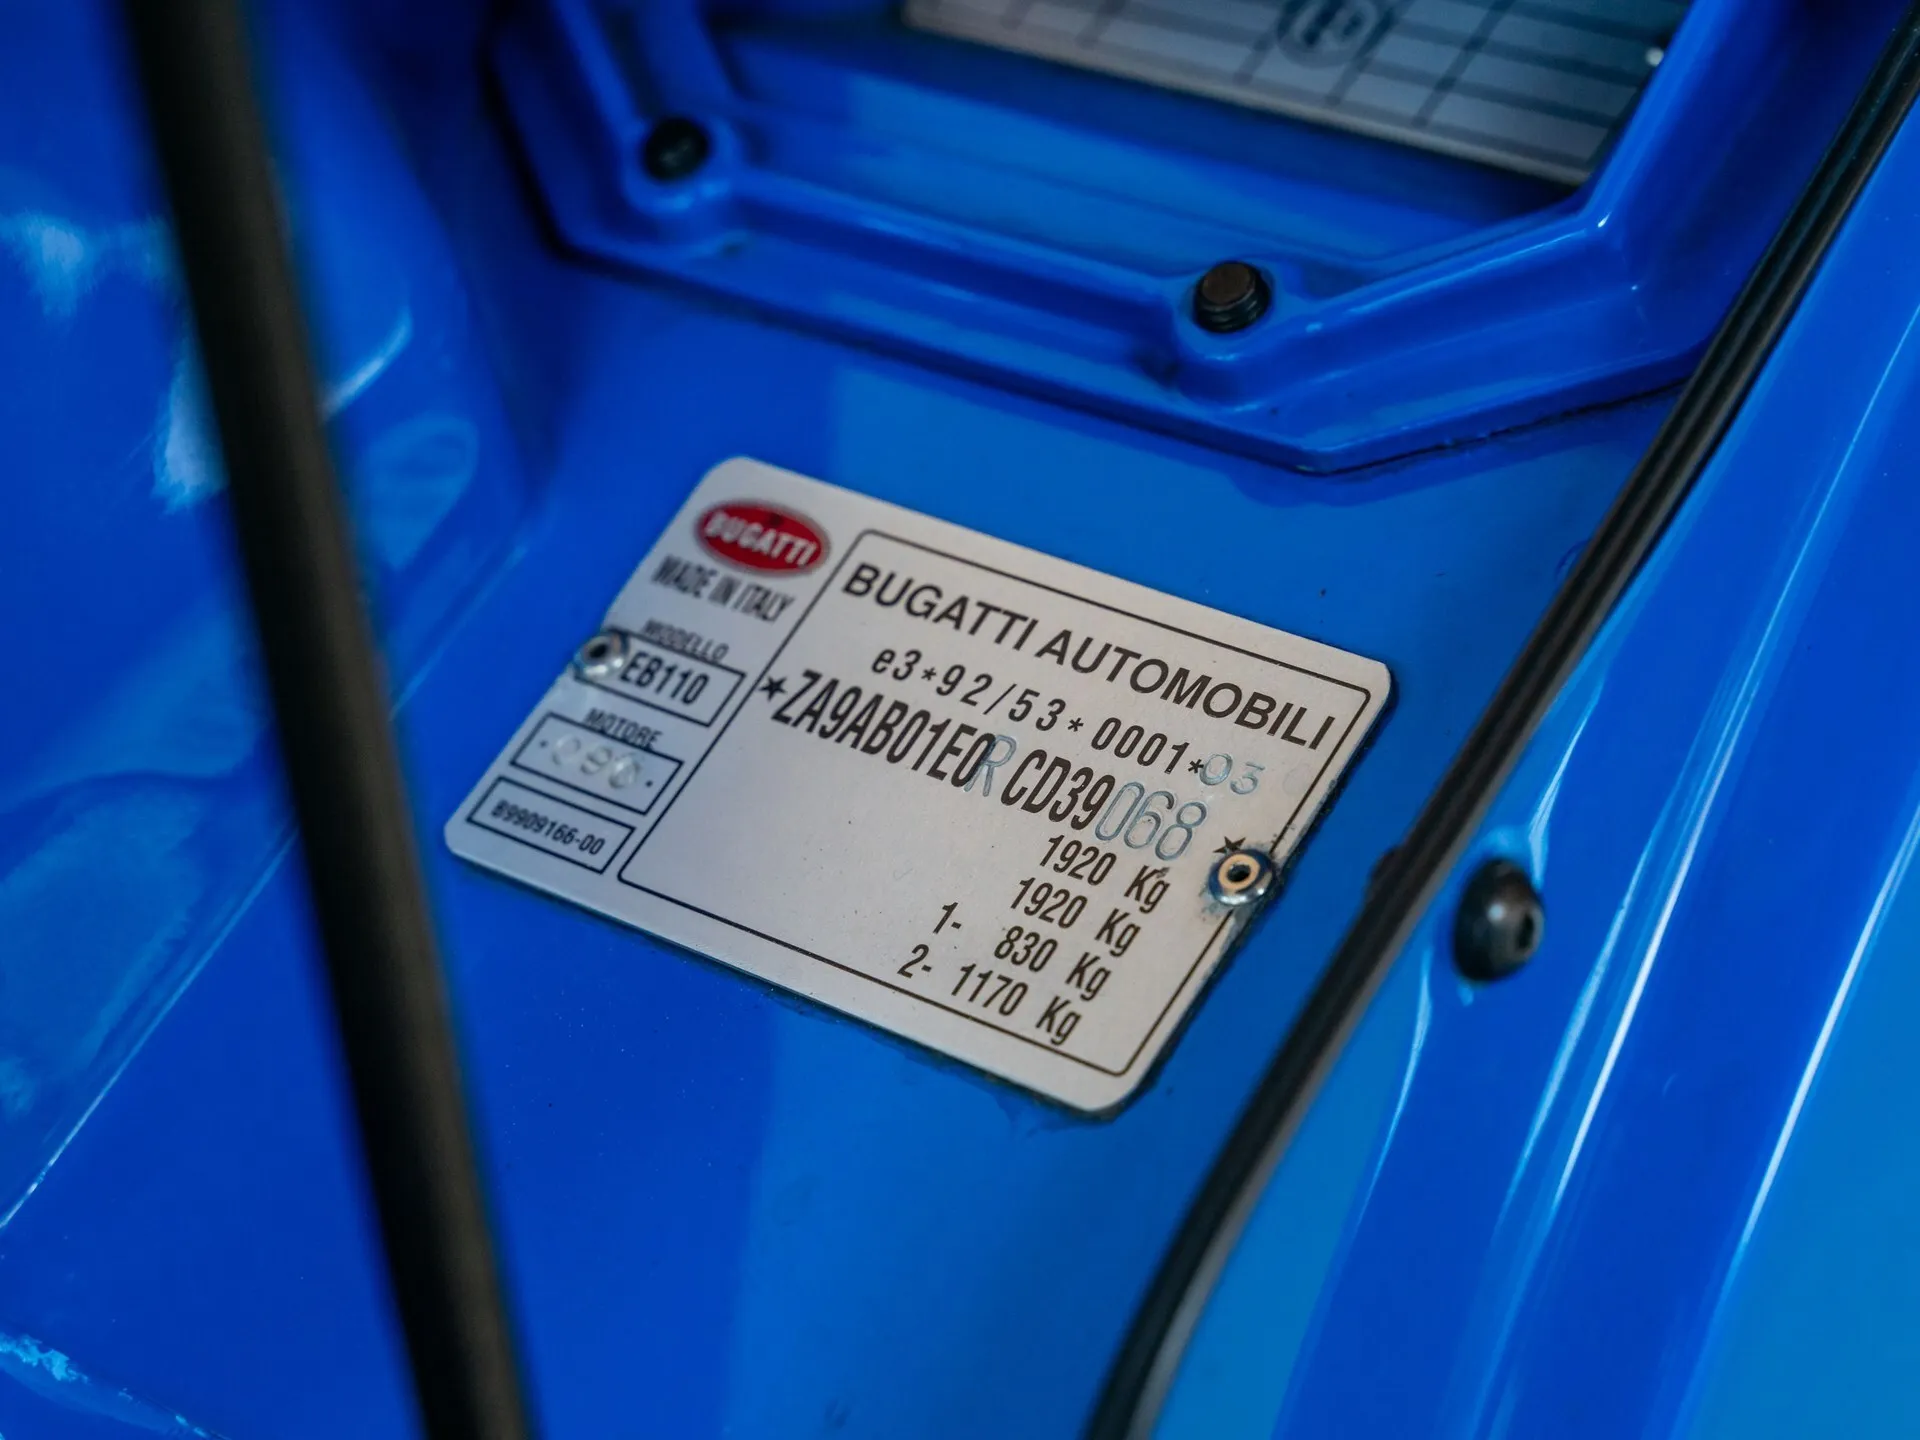 BUGATTI
MADE IN ITALY
MODELLO
EB110
MOTORE
B9909166-00
BUGATTI AUTOMOBILI
e3*92/53*0001*03
★ZA9AB01E0RCD39068★
1920 Kg
1920 Kg
1- 830 Kg
2- 1170 Kg